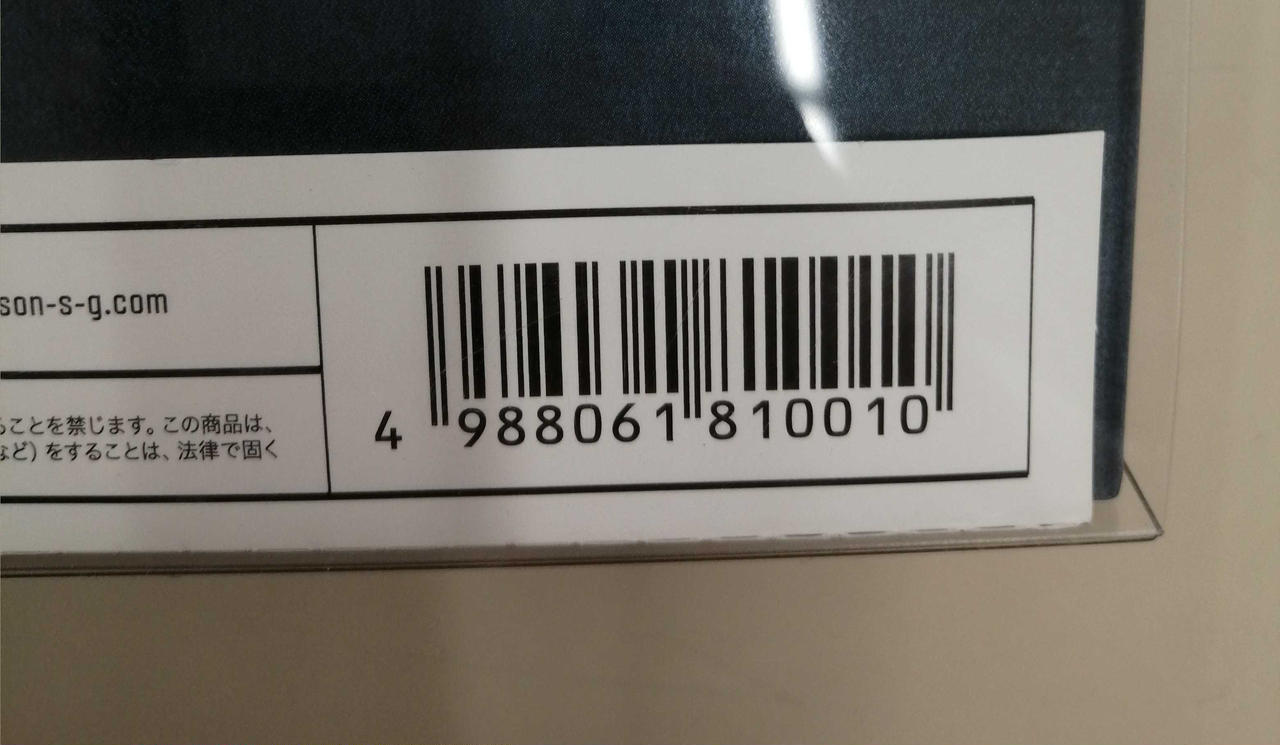 son-s-g.com
ことを禁じます。この商品は、
など)をすることは、法律で固く
4 988061 810010